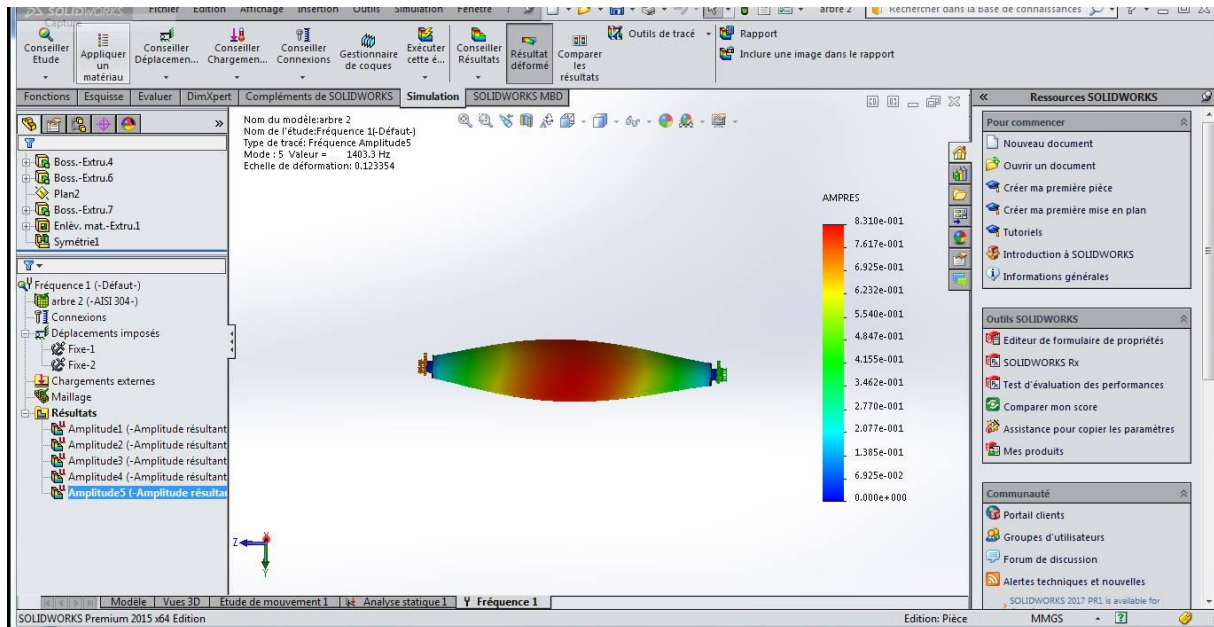 SOLIDWORKS Fichier Edition Affichage Insertion Outils Simulation Fenêtre ? arbre 2 Rechercher dans la base de connaissances
Capture
Conseiller Etude
Appliquer un matériau
Conseiller Déplacemen...
Conseiller Chargemen...
Conseiller Connexions
Gestionnaire de coques
Exécuter cette é...
Conseiller Résultats
Résultat déformé
Comparer les résultats
Outils de tracé
Rapport
Inclure une image dans le rapport
Fonctions Esquisse Evaluer DimXpert Compléments de SOLIDWORKS Simulation SOLIDWORKS MBD
Boss.-Extru.4
Boss.-Extru.6
Plan2
Boss.-Extru.7
Enlèv. mat.-Extru.1
Symétrie1
Fréquence 1 (-Défaut-)
arbre 2 (-AISI 304-)
Connexions
Déplacements imposés
Fixe-1
Fixe-2
Chargements externes
Maillage
Résultats
Amplitude1 (-Amplitude résultant
Amplitude2 (-Amplitude résultant
Amplitude3 (-Amplitude résultant
Amplitude4 (-Amplitude résultant
Amplitude5 (-Amplitude résultar
Nom du modèle:arbre 2
Nom de l'étude:Fréquence 1(-Défaut-)
Type de tracé: Fréquence Amplitude5
Mode : 5 Valeur = 1403.3 Hz
Echelle de déformation: 0.123354
AMPRES
8.310e-001
7.617e-001
6.925e-001
6.232e-001
5.540e-001
4.847e-001
4.155e-001
3.462e-001
2.770e-001
2.077e-001
1.385e-001
6.925e-002
0.000e+000
Z
Y
Ressources SOLIDWORKS
Pour commencer
Nouveau document
Ouvrir un document
Créer ma première pièce
Créer ma première mise en plan
Tutoriels
Introduction à SOLIDWORKS
Informations générales
Outils SOLIDWORKS
Editeur de formulaire de propriétés
SOLIDWORKS Rx
Test d'évaluation des performances
Comparer mon score
Assistance pour copier les paramètres
Mes produits
Communauté
Portail clients
Groupes d'utilisateurs
Forum de discussion
Alertes techniques et nouvelles
SOLIDWORKS 2017 PR1 is available for
Modèle Vues 3D Etude de mouvement 1 Analyse statique 1 Fréquence 1
SOLIDWORKS Premium 2015 x64 Edition Edition: Pièce MMGS